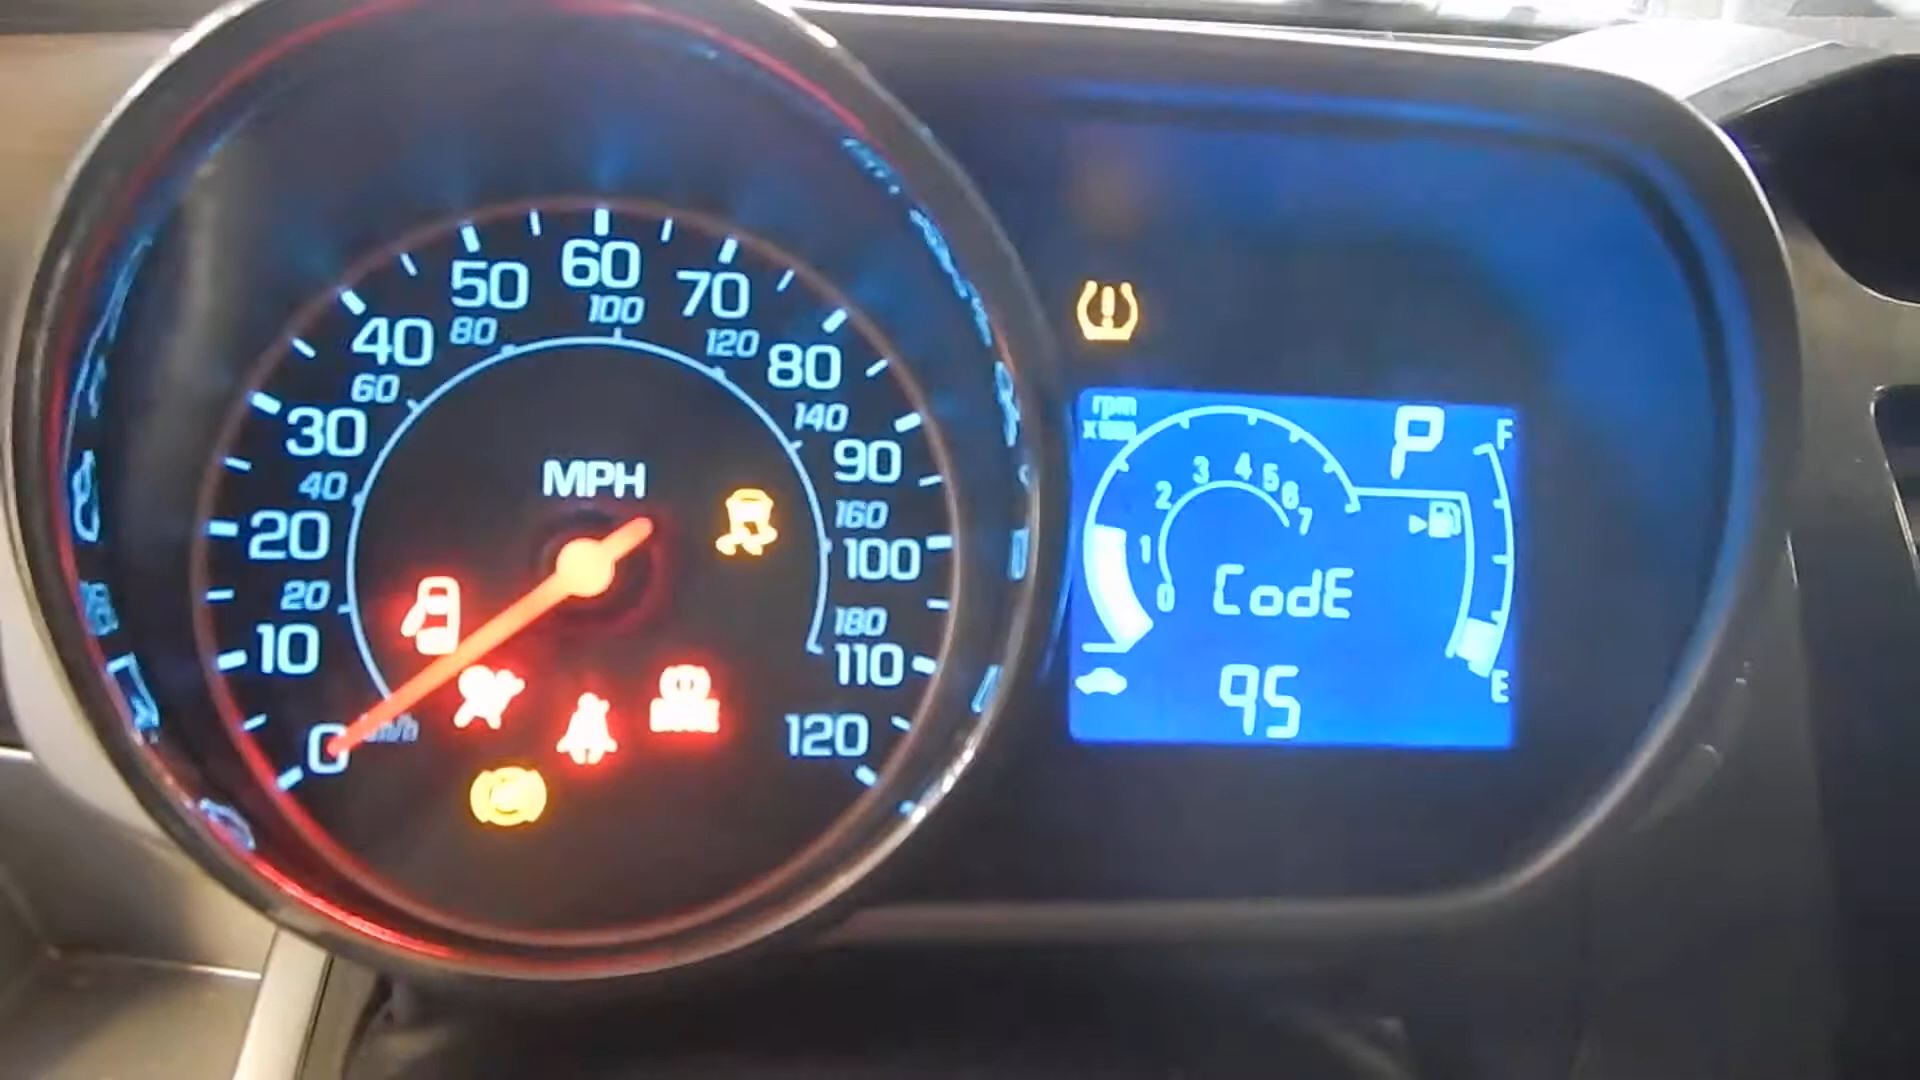 60
50 70
100
40 80 120 80
60 140
30 90
MPH
40 160
20 100
20 180
10 110
0 km/h 120
rpm P F
x1000
0 1 2 3 4 5 6 7
CodE
95 E